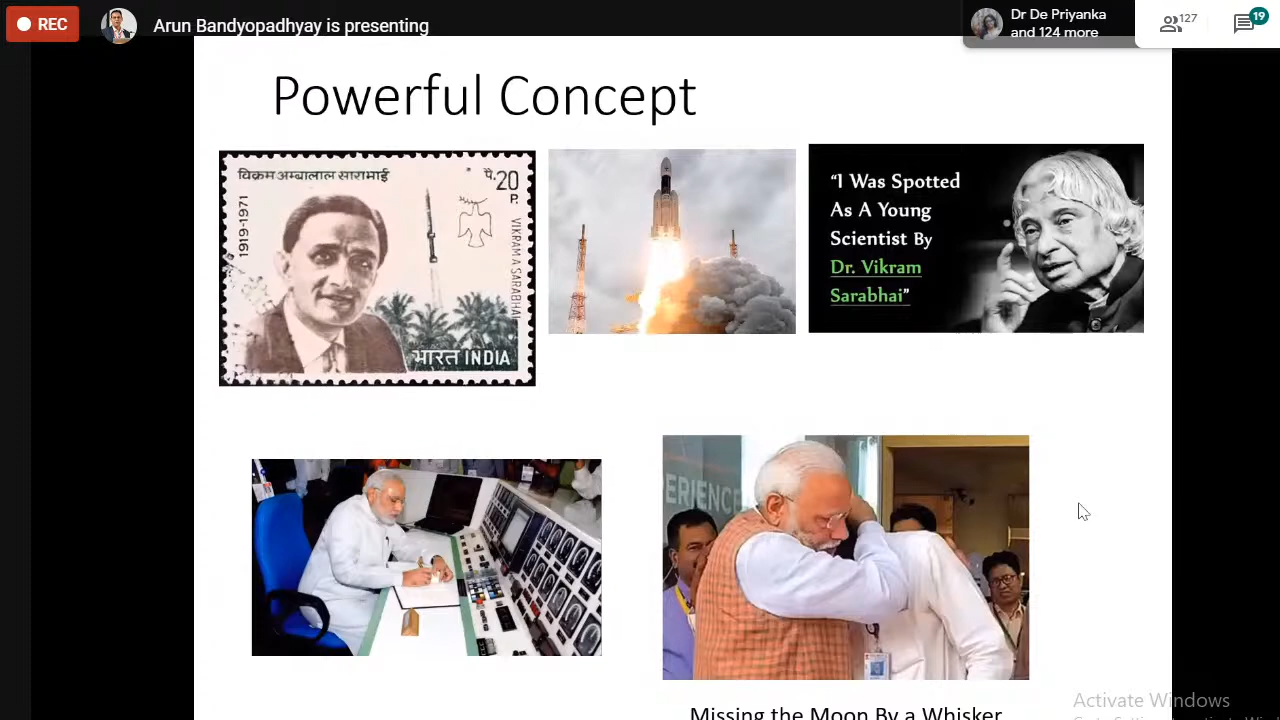 REC
Arun Bandyopadhyay is presenting
Dr De Priyanka
and 124 more
127
19
Powerful Concept
विक्रम अम्बालाल साराभाई
पै. 20 P.
1919-1971
VIKRAM A SARABHAI
भारत INDIA
“I Was Spotted
As A Young
Scientist By
Dr. Vikram
Sarabhai”
ERIENCE
Missing the Moon By a Whisker
Activate Windows